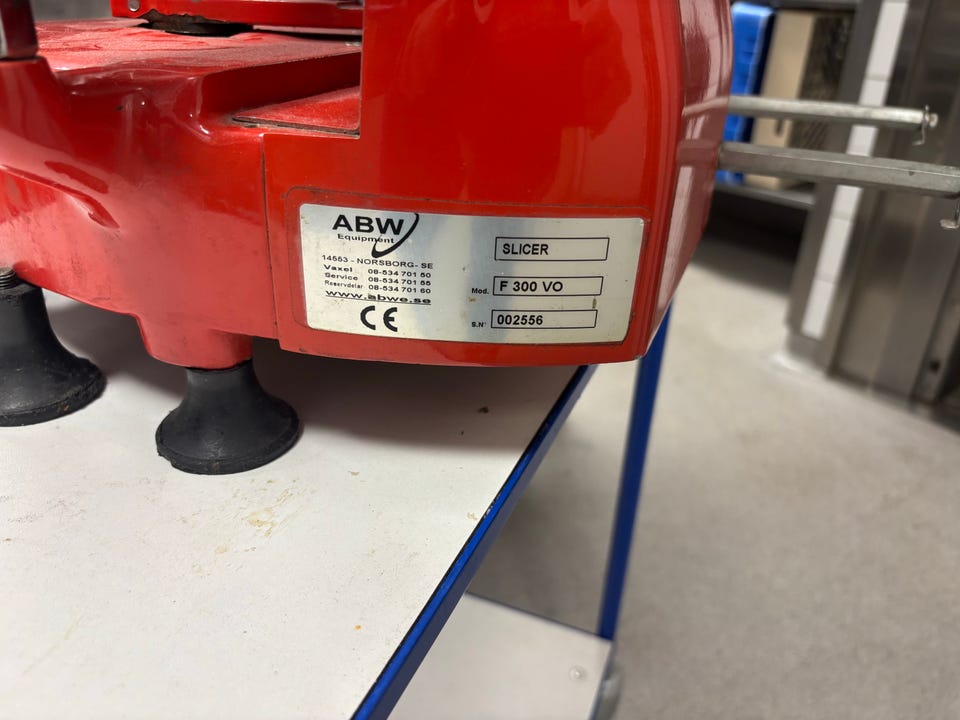 ABW
Equipment
14553 - NORSBORG- SE
Vaxel 08-534 701 50
Service 08-534 701 55
Reservdelar 08-534 701 60
www.abwe.se
CE
SLICER
Mod. F 300 VO
S.N° 002556